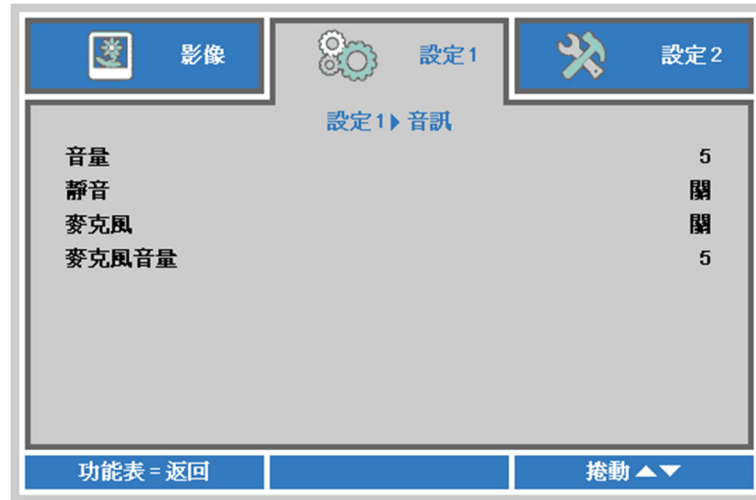 影像 設定1 設定2
設定1▶音訊
音量 5
靜音 關
麥克風 關
麥克風音量 5
功能表 = 返回 捲動▲▼